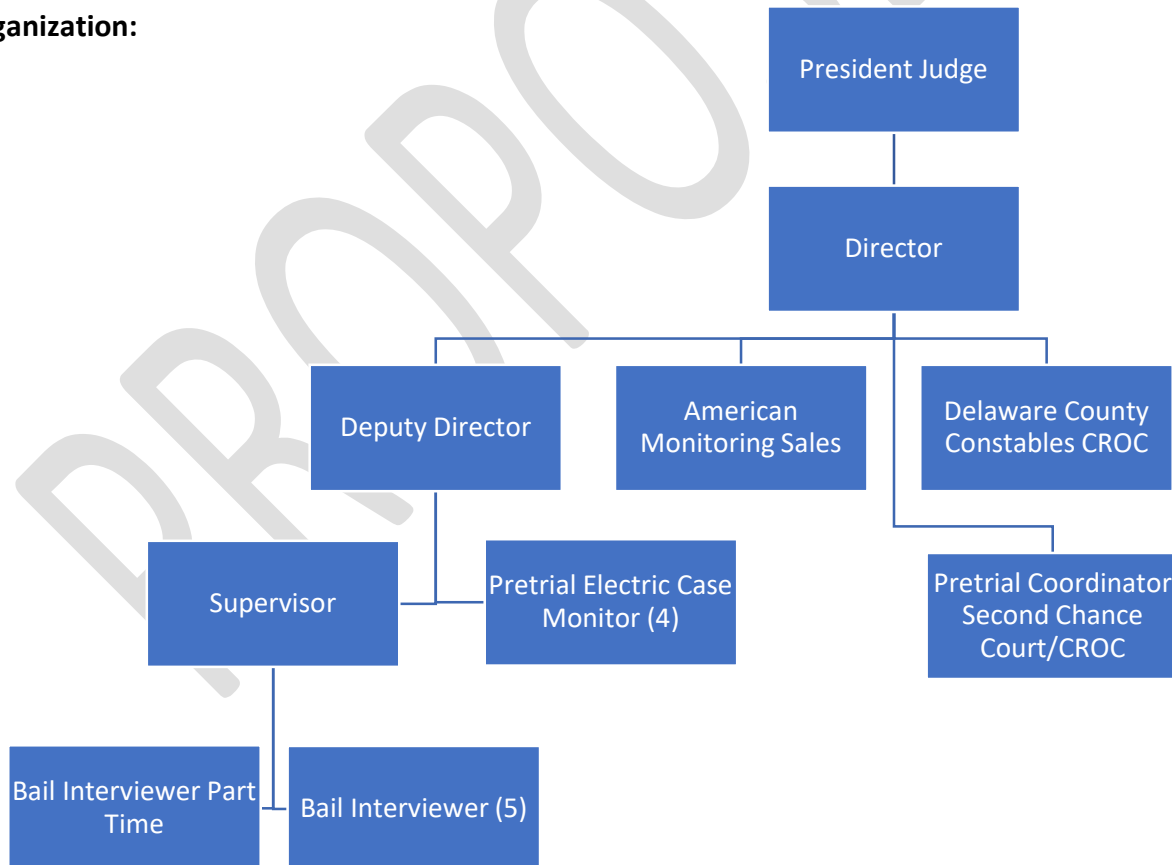 ganization:
President Judge
Director
Deputy Director
American
Monitoring Sales
Delaware County
Constables CROC
Supervisor
Pretrial Electric Case
Monitor (4)
Pretrial Coordinator
Second Chance
Court/CROC
Bail Interviewer Part
Time
Bail Interviewer (5)
PROPO